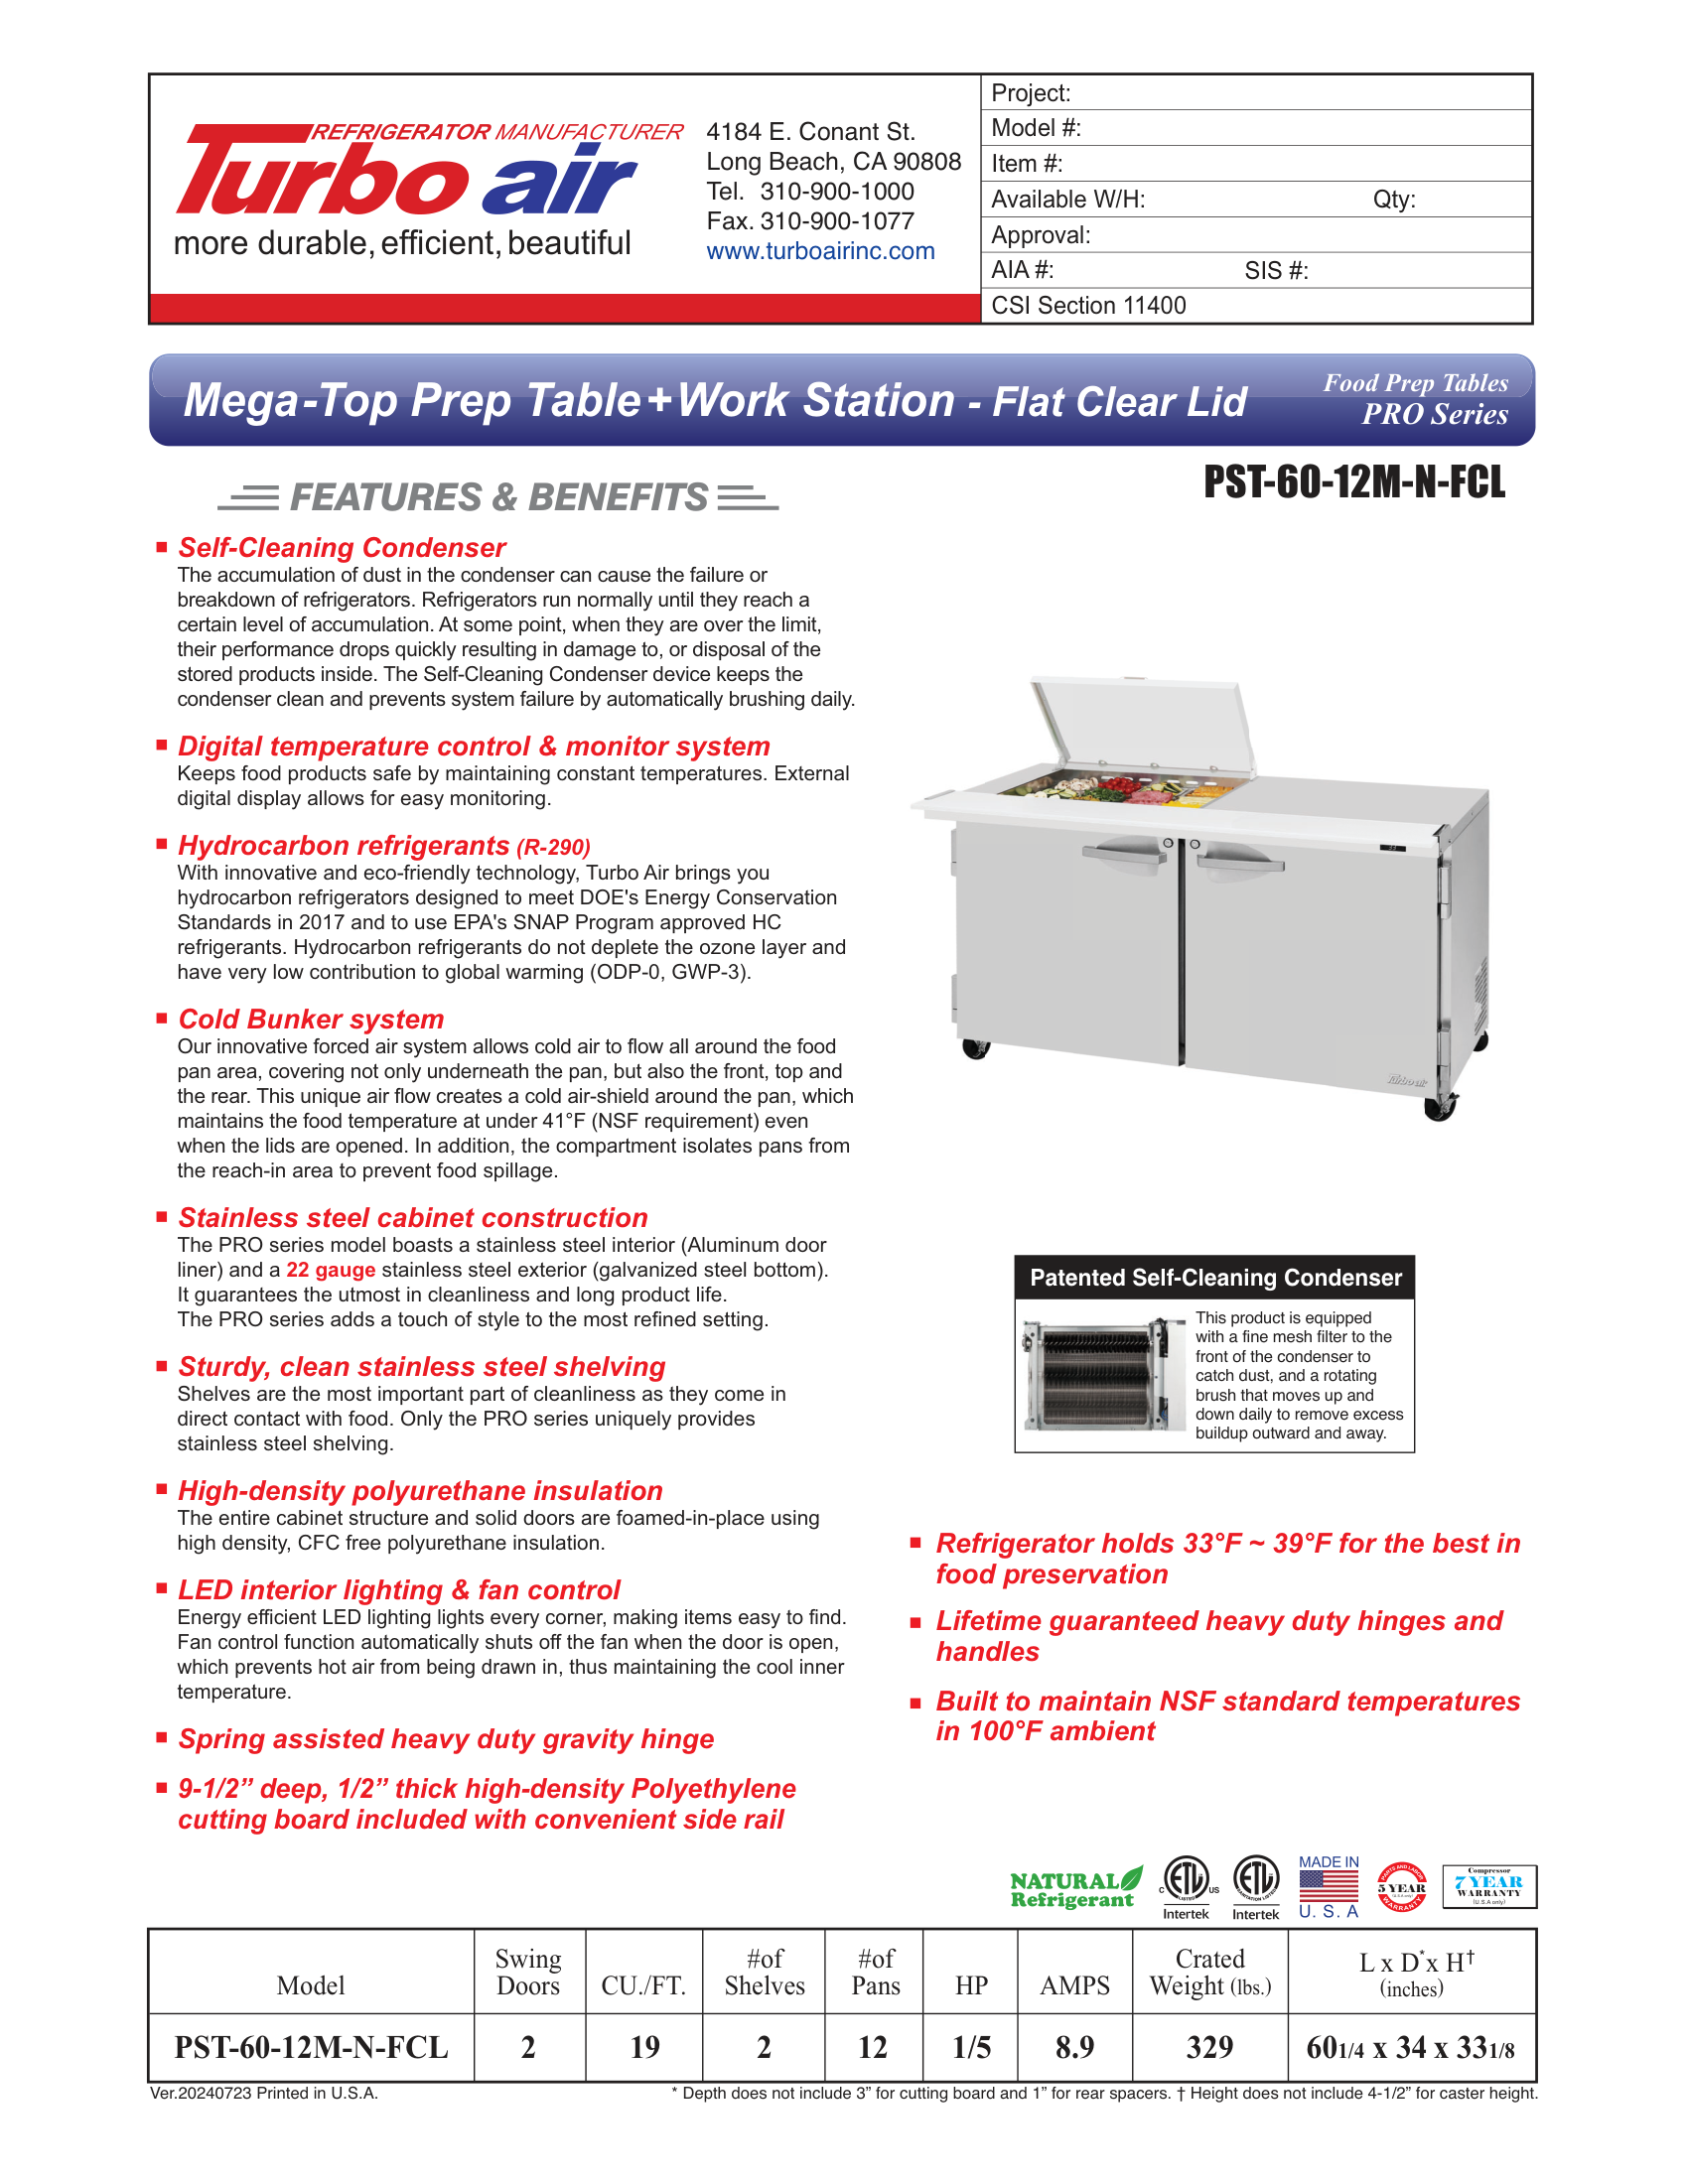 REFRIGERATOR MANUFACTURER
Turbo air
more durable, efficient, beautiful
4184 E. Conant St.
Long Beach, CA 90808
Tel. 310-900-1000
Fax. 310-900-1077
www.turboairinc.com
Project:
Model #:
Item #:
Available W/H: Qty:
Approval:
AIA #: SIS #:
CSI Section 11400
Mega-Top Prep Table+Work Station - Flat Clear Lid
Food Prep Tables
PRO Series
PST-60-12M-N-FCL
FEATURES & BENEFITS
■ Self-Cleaning Condenser
The accumulation of dust in the condenser can cause the failure or
breakdown of refrigerators. Refrigerators run normally until they reach a
certain level of accumulation. At some point, when they are over the limit,
their performance drops quickly resulting in damage to, or disposal of the
stored products inside. The Self-Cleaning Condenser device keeps the
condenser clean and prevents system failure by automatically brushing daily.
■ Digital temperature control & monitor system
Keeps food products safe by maintaining constant temperatures. External
digital display allows for easy monitoring.
■ Hydrocarbon refrigerants (R-290)
With innovative and eco-friendly technology, Turbo Air brings you
hydrocarbon refrigerators designed to meet DOE's Energy Conservation
Standards in 2017 and to use EPA's SNAP Program approved HC
refrigerants. Hydrocarbon refrigerants do not deplete the ozone layer and
have very low contribution to global warming (ODP-0, GWP-3).
■ Cold Bunker system
Our innovative forced air system allows cold air to flow all around the food
pan area, covering not only underneath the pan, but also the front, top and
the rear. This unique air flow creates a cold air-shield around the pan, which
maintains the food temperature at under 41°F (NSF requirement) even
when the lids are opened. In addition, the compartment isolates pans from
the reach-in area to prevent food spillage.
■ Stainless steel cabinet construction
The PRO series model boasts a stainless steel interior (Aluminum door
liner) and a 22 gauge stainless steel exterior (galvanized steel bottom).
It guarantees the utmost in cleanliness and long product life.
The PRO series adds a touch of style to the most refined setting.
■ Sturdy, clean stainless steel shelving
Shelves are the most important part of cleanliness as they come in
direct contact with food. Only the PRO series uniquely provides
stainless steel shelving.
■ High-density polyurethane insulation
The entire cabinet structure and solid doors are foamed-in-place using
high density, CFC free polyurethane insulation.
■ LED interior lighting & fan control
Energy efficient LED lighting lights every corner, making items easy to find.
Fan control function automatically shuts off the fan when the door is open,
which prevents hot air from being drawn in, thus maintaining the cool inner
temperature.
■ Spring assisted heavy duty gravity hinge
■ 9-1/2” deep, 1/2” thick high-density Polyethylene
cutting board included with convenient side rail
Turbo air
Patented Self-Cleaning Condenser
This product is equipped
with a fine mesh filter to the
front of the condenser to
catch dust, and a rotating
brush that moves up and
down daily to remove excess
buildup outward and away.
■ Refrigerator holds 33°F ~ 39°F for the best in
food preservation
■ Lifetime guaranteed heavy duty hinges and
handles
■ Built to maintain NSF standard temperatures
in 100°F ambient
NATURAL
Refrigerant
C ETL US
LISTED
Intertek
ETL
SANITATION LISTED
Intertek
MADE IN
U. S. A
PARTS AND LABOR
5 YEAR
(U.S.A only)
WARRANTY
Compressor
7 YEAR
WARRANTY
(U.S.A only)
Model Swing Doors CU./FT. #of Shelves #of Pans HP AMPS Crated Weight (lbs.) L x D* x H† (inches)
PST-60-12M-N-FCL 2 19 2 12 1/5 8.9 329 601/4 x 34 x 331/8
Ver.20240723 Printed in U.S.A.
* Depth does not include 3” for cutting board and 1” for rear spacers. † Height does not include 4-1/2” for caster height.